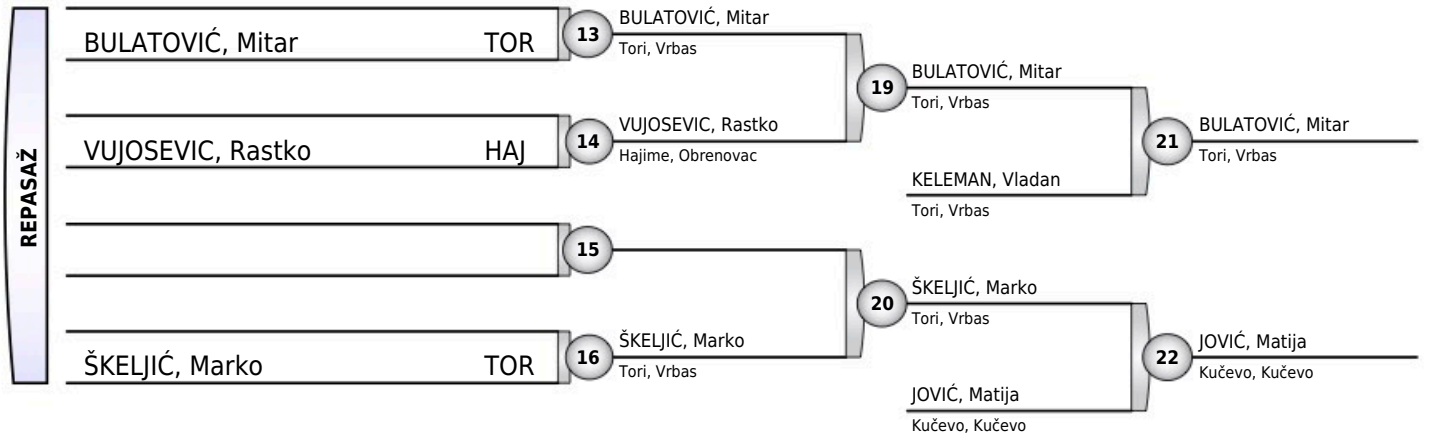 REPASAŽ
BULATOVIĆ, Mitar TOR
13
BULATOVIĆ, Mitar
Tori, Vrbas
VUJOSEVIC, Rastko HAJ
14
VUJOSEVIC, Rastko
Hajime, Obrenovac
15
ŠKELJIĆ, Marko TOR
16
ŠKELJIĆ, Marko
Tori, Vrbas
19
BULATOVIĆ, Mitar
Tori, Vrbas
KELEMAN, Vladan
Tori, Vrbas
20
ŠKELJIĆ, Marko
Tori, Vrbas
JOVIĆ, Matija
Kučevo, Kučevo
21
BULATOVIĆ, Mitar
Tori, Vrbas
22
JOVIĆ, Matija
Kučevo, Kučevo